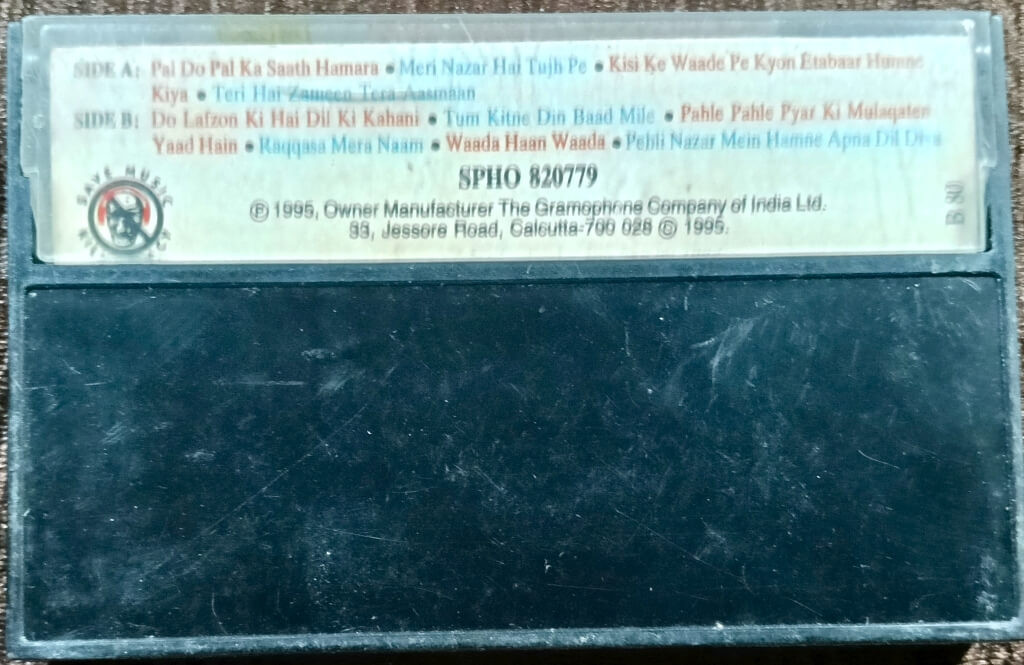 SIDE A: Pal Do Pal Ka Saath Hamara • Meri Nazar Hai Tujh Pe • Kisi Ke Waade Pe Kyon Etabaar Humne
Kiya • Teri Hai Zameen Tera Aasmaan
SIDE B: Do Lafzon Ki Hai Dil Ki Kahani • Tum Kitne Din Baad Mile • Pahle Pahle Pyar Ki Mulaqaten
Yaad Hain • Raqqasa Mera Naam • Waada Haan Waada • Pehli Nazar Mein Hamne Apna Dil Diya
SPHO 820779
SAVE MUSIC
℗ 1995, Owner Manufacturer The Gramophone Company of India Ltd.
33, Jessore Road, Calcutta-700 028 © 1995.